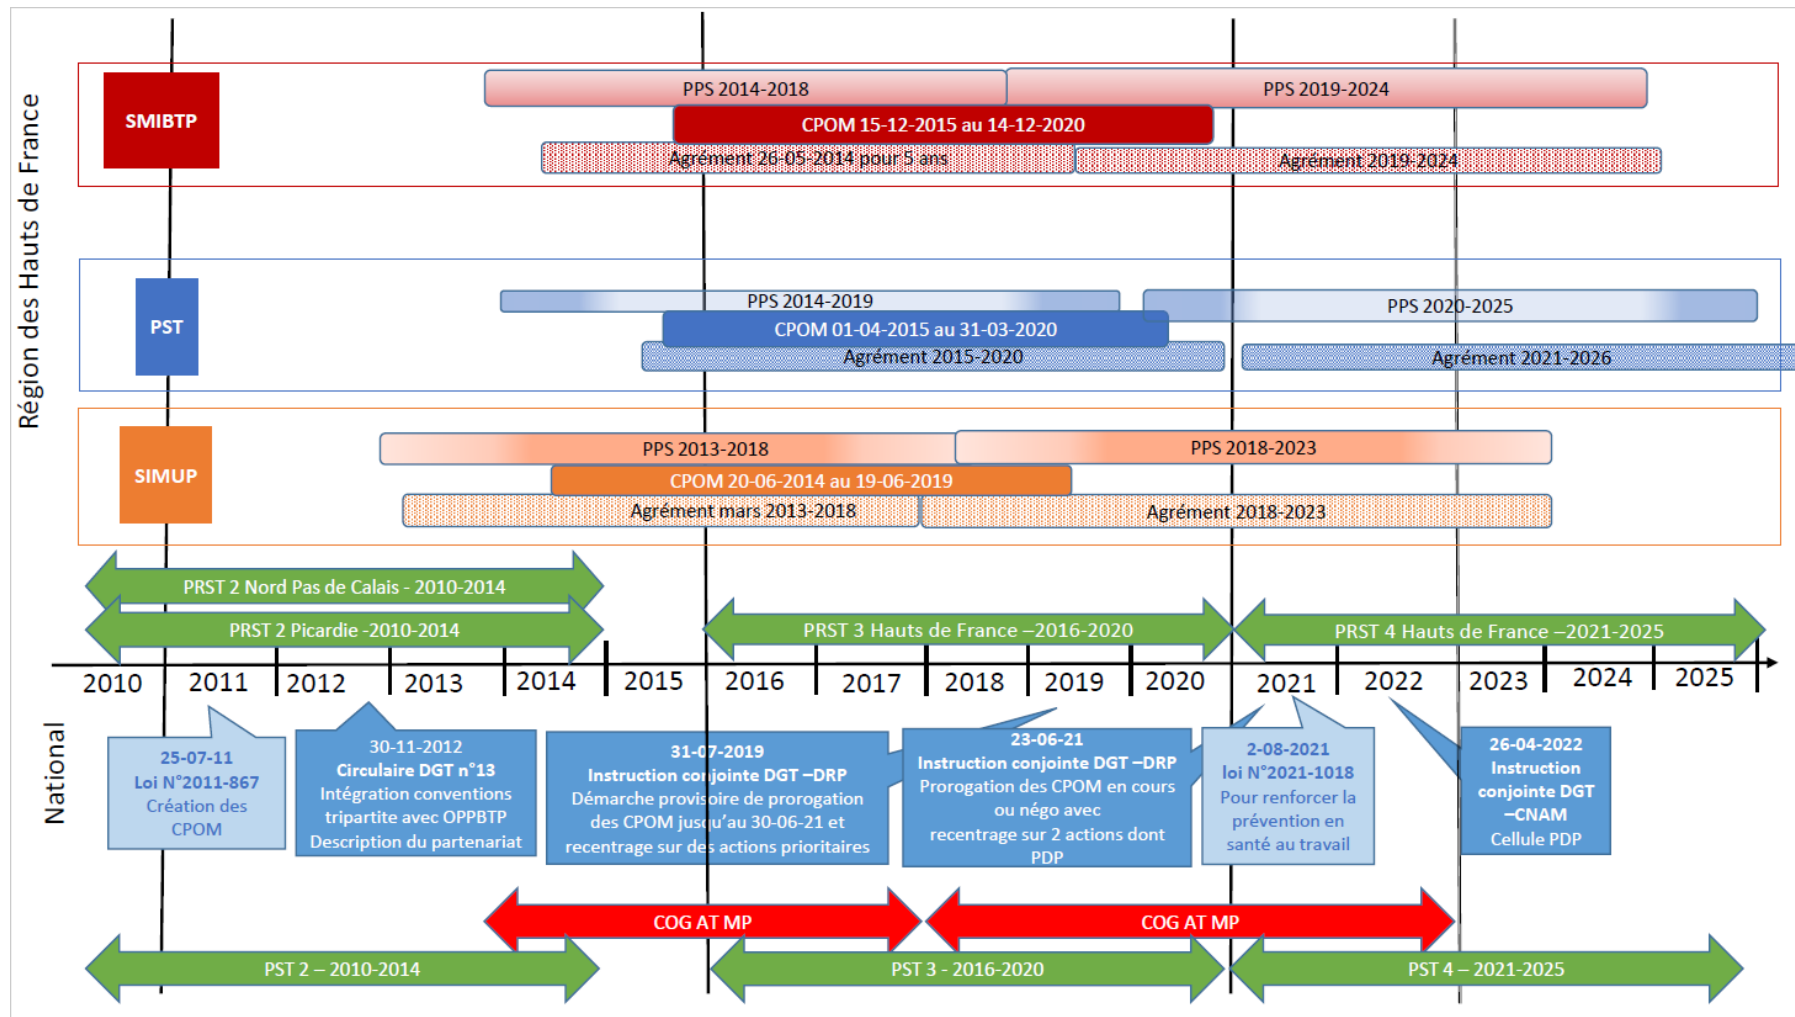 Région des Hauts de France
SMIBTP
PPS 2014-2018
PPS 2019-2024
CPOM 15-12-2015 au 14-12-2020
Agrément 26-05-2014 pour 5 ans
Agrément 2019-2024
PST
PPS 2014-2019
PPS 2020-2025
CPOM 01-04-2015 au 31-03-2020
Agrément 2015-2020
Agrément 2021-2026
SIMUP
PPS 2013-2018
PPS 2018-2023
CPOM 20-06-2014 au 19-06-2019
Agrément mars 2013-2018
Agrément 2018-2023
PRST 2 Nord Pas de Calais - 2010-2014
PRST 2 Picardie -2010-2014
PRST 3 Hauts de France –2016-2020
PRST 4 Hauts de France –2021-2025
2010 2011 2012 2013 2014 2015 2016 2017 2018 2019 2020 2021 2022 2023 2024 2025
National
25-07-11
Loi N°2011-867
Création des
CPOM
30-11-2012
Circulaire DGT n°13
Intégration conventions
tripartite avec OPPBTP
Description du partenariat
31-07-2019
Instruction conjointe DGT –DRP
Démarche provisoire de prorogation
des CPOM jusqu'au 30-06-21 et
recentrage sur des actions prioritaires
23-06-21
Instruction conjointe DGT –DRP
Prorogation des CPOM en cours
ou négo avec
recentrage sur 2 actions dont
PDP
2-08-2021
loi N°2021-1018
Pour renforcer la
prévention en
santé au travail
26-04-2022
Instruction
conjointe DGT
–CNAM
Cellule PDP
COG AT MP
COG AT MP
PST 2 – 2010-2014
PST 3 - 2016-2020
PST 4 – 2021-2025